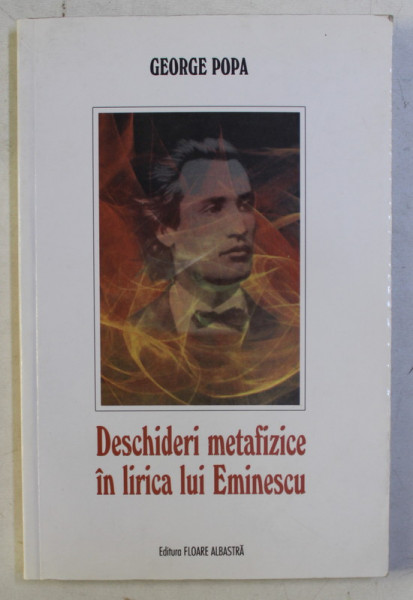 GEORGE POPA
Deschideri metafizice
în lirica lui Eminescu
Editura FLOARE ALBASTRĂ